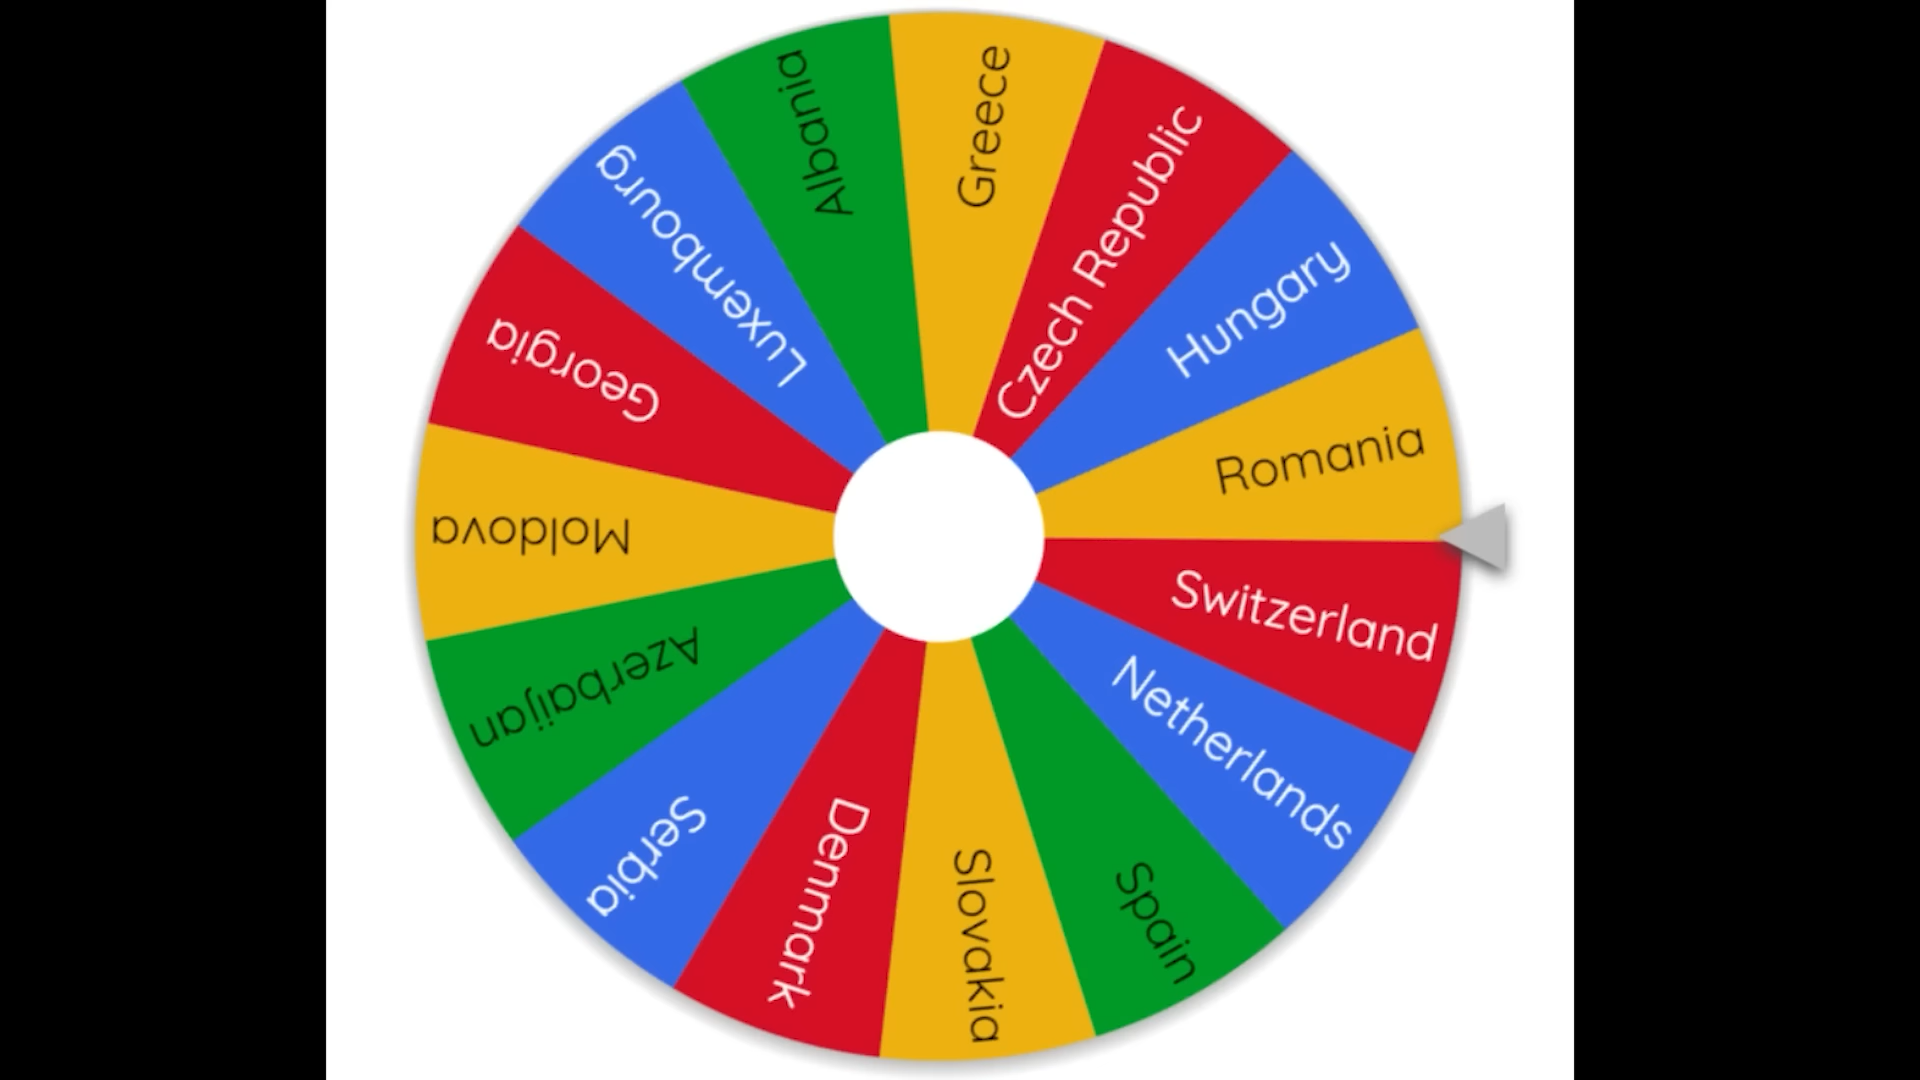 Greece
Czech Republic
Hungary
Romania
Switzerland
Netherlands
Spain
Slovakia
Denmark
Serbia
Azerbaijan
Moldova
Georgia
Luxembourg
Albania